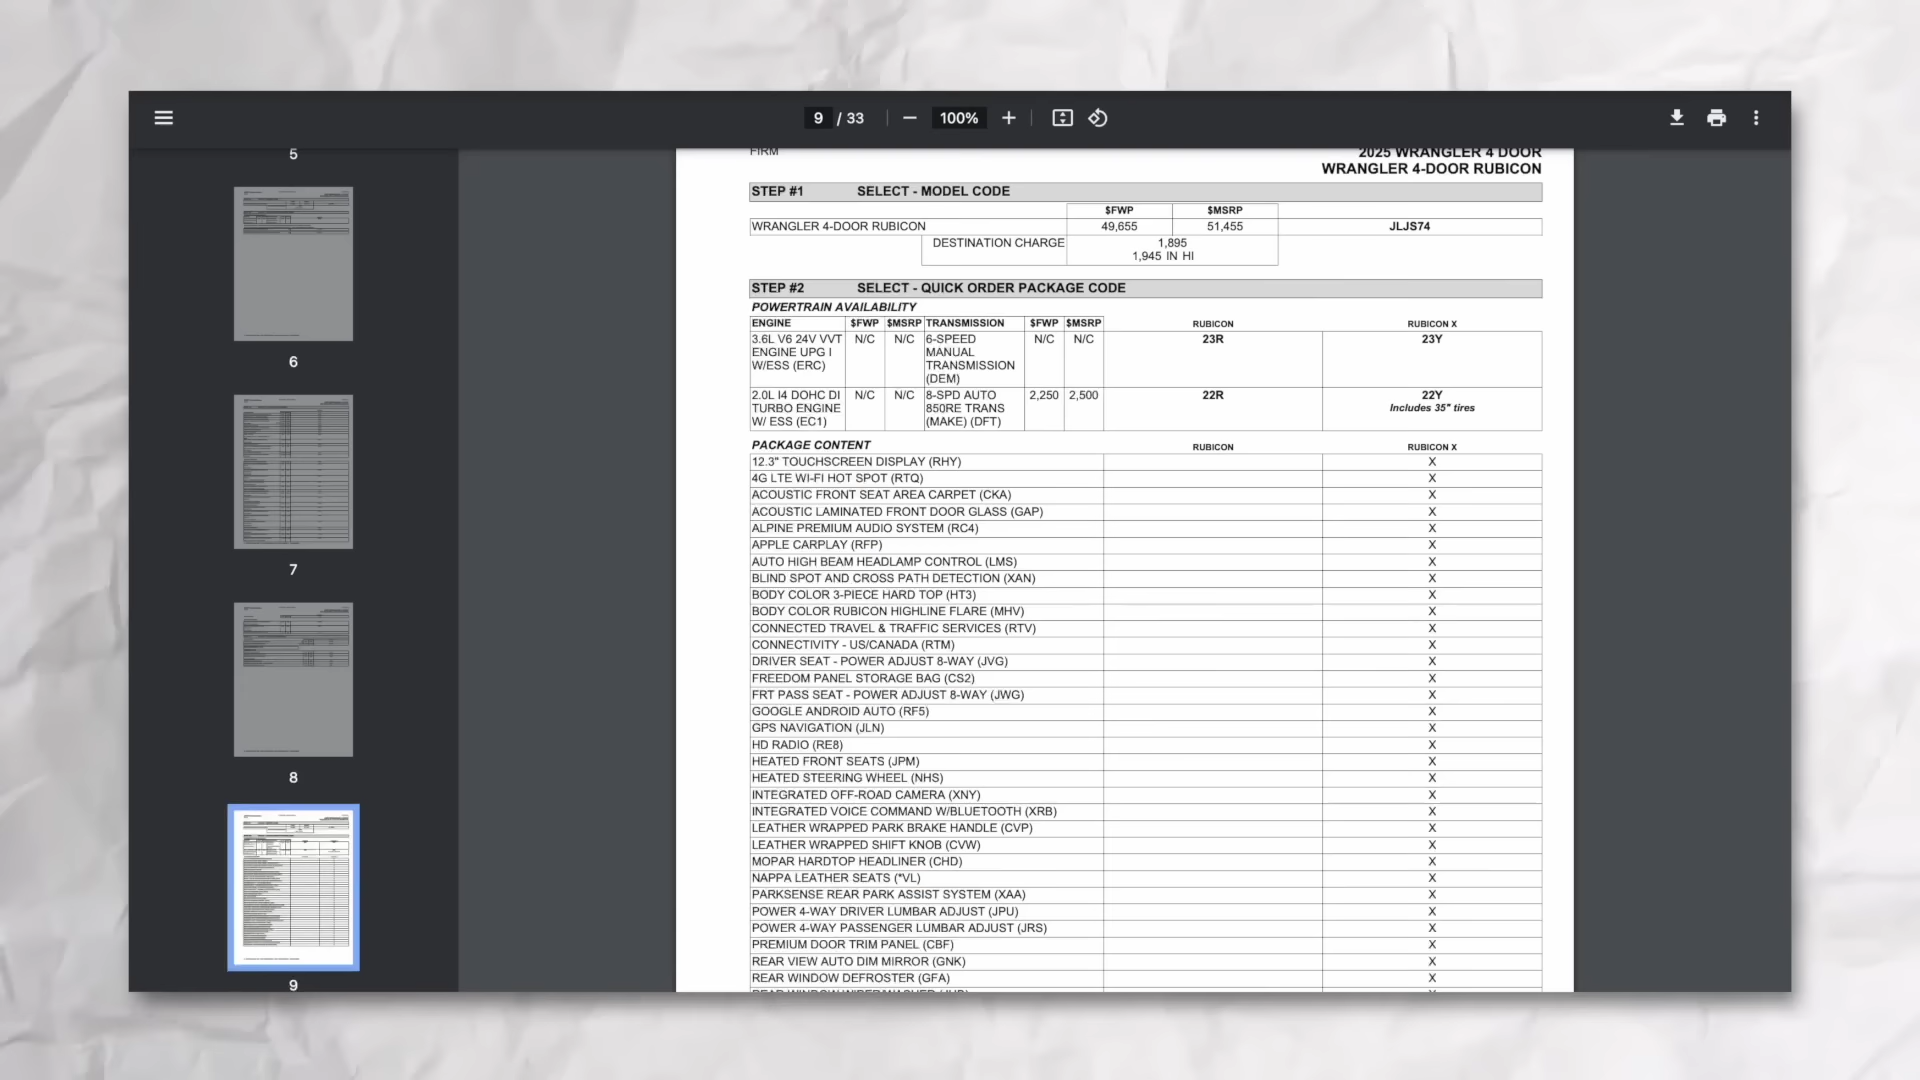 9 / 33
100%
5
6
7
8
9
FIRM
2025 WRANGLER 4 DOOR
WRANGLER 4-DOOR RUBICON
STEP #1 SELECT - MODEL CODE
$FWP $MSRP
WRANGLER 4-DOOR RUBICON 49,655 51,455 JLJS74
DESTINATION CHARGE 1,895
1,945 IN HI
STEP #2 SELECT - QUICK ORDER PACKAGE CODE
POWERTRAIN AVAILABILITY
ENGINE $FWP $MSRP TRANSMISSION $FWP $MSRP RUBICON RUBICON X
3.6L V6 24V VVT N/C N/C 6-SPEED N/C N/C 23R 23Y
ENGINE UPG I MANUAL
W/ESS (ERC) TRANSMISSION
(DEM)
2.0L I4 DOHC DI N/C N/C 8-SPD AUTO 2,250 2,500 22R 22Y
TURBO ENGINE 850RE TRANS Includes 35" tires
W/ ESS (EC1) (MAKE) (DFT)
PACKAGE CONTENT RUBICON RUBICON X
12.3" TOUCHSCREEN DISPLAY (RHY) X
4G LTE WI-FI HOT SPOT (RTQ) X
ACOUSTIC FRONT SEAT AREA CARPET (CKA) X
ACOUSTIC LAMINATED FRONT DOOR GLASS (GAP) X
ALPINE PREMIUM AUDIO SYSTEM (RC4) X
APPLE CARPLAY (RFP) X
AUTO HIGH BEAM HEADLAMP CONTROL (LMS) X
BLIND SPOT AND CROSS PATH DETECTION (XAN) X
BODY COLOR 3-PIECE HARD TOP (HT3) X
BODY COLOR RUBICON HIGHLINE FLARE (MHV) X
CONNECTED TRAVEL & TRAFFIC SERVICES (RTV) X
CONNECTIVITY - US/CANADA (RTM) X
DRIVER SEAT - POWER ADJUST 8-WAY (JVG) X
FREEDOM PANEL STORAGE BAG (CS2) X
FRT PASS SEAT - POWER ADJUST 8-WAY (JWG) X
GOOGLE ANDROID AUTO (RF5) X
GPS NAVIGATION (JLN) X
HD RADIO (RE8) X
HEATED FRONT SEATS (JPM) X
HEATED STEERING WHEEL (NHS) X
INTEGRATED OFF-ROAD CAMERA (XNY) X
INTEGRATED VOICE COMMAND W/BLUETOOTH (XRB) X
LEATHER WRAPPED PARK BRAKE HANDLE (CVP) X
LEATHER WRAPPED SHIFT KNOB (CVW) X
MOPAR HARDTOP HEADLINER (CHD) X
NAPPA LEATHER SEATS (*VL) X
PARKSENSE REAR PARK ASSIST SYSTEM (XAA) X
POWER 4-WAY DRIVER LUMBAR ADJUST (JPU) X
POWER 4-WAY PASSENGER LUMBAR ADJUST (JRS) X
PREMIUM DOOR TRIM PANEL (CBF) X
REAR VIEW AUTO DIM MIRROR (GNK) X
REAR WINDOW DEFROSTER (GFA) X